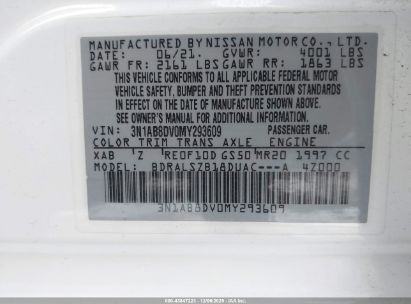 MANUFACTURED BY NISSAN MOTOR CO., LTD.
DATE: 06/21. GVWR: 4001 LBS
GAWR FR: 2161 LBS GAWR RR: 1863 LBS
THIS VEHICLE CONFORMS TO ALL APPLICABLE FEDERAL MOTOR
VEHICLE SAFETY, BUMPER AND THEFT PREVENTION STANDARDS
IN EFFECT ON THE DATE OF MANUFACTURE SHOWN ABOVE.
SEE OWNER'S MANUAL FOR ADDITIONAL INFORMATION.
VIN: 3N1AB8DV0MY293609 PASSENGER CAR.
COLOR TRIM TRANS AXLE ENGINE
XAB Z RE0F10D GS50 MR20 1997 CC
MODEL: BDRALSZB18DUAC---A 4Z000
3N1AB8DV0MY293609